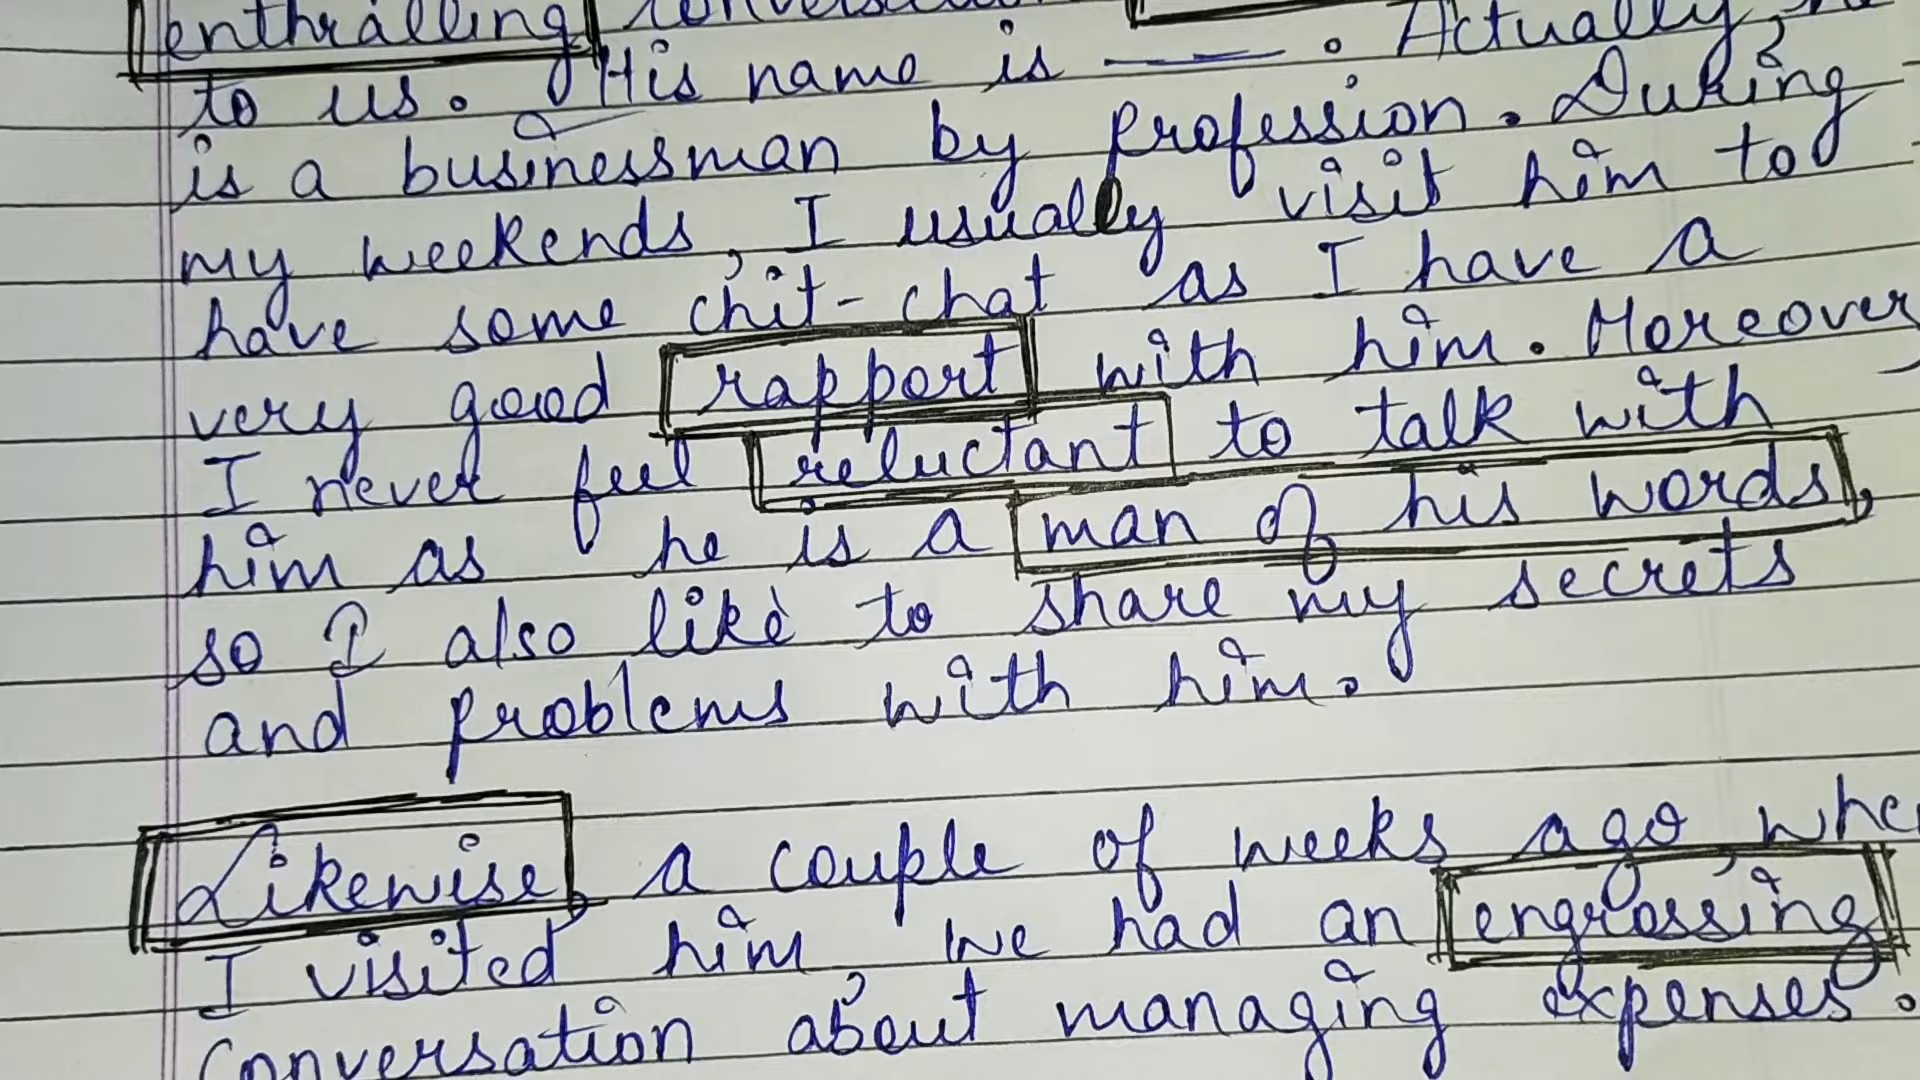 enthralling
to us. His name is ——. Actually,
is a businessman by profession. During
my weekends, I usually visit him to
have some chit-chat as I have a
very good rapport with him. Moreover,
I never feel reluctant to talk with
him as he is a man of his words,
so I also like to share my secrets
and problems with him.
Likewise, a couple of weeks ago, when
I visited him, we had an engrossing
conversation about managing expenses.